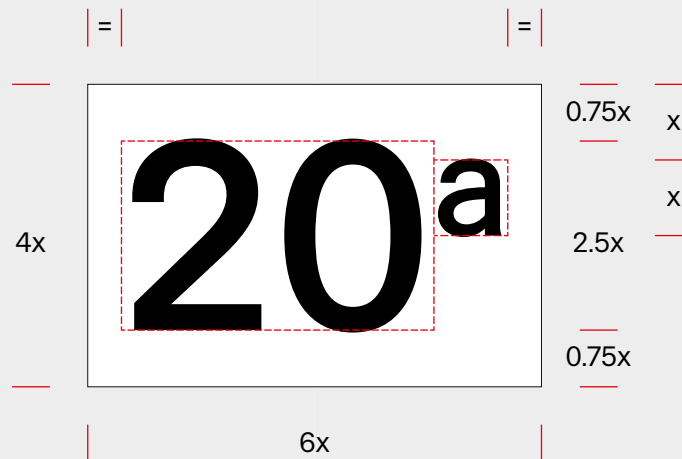 = =
0.75x
x
20a
x
4x
2.5x
0.75x
6x